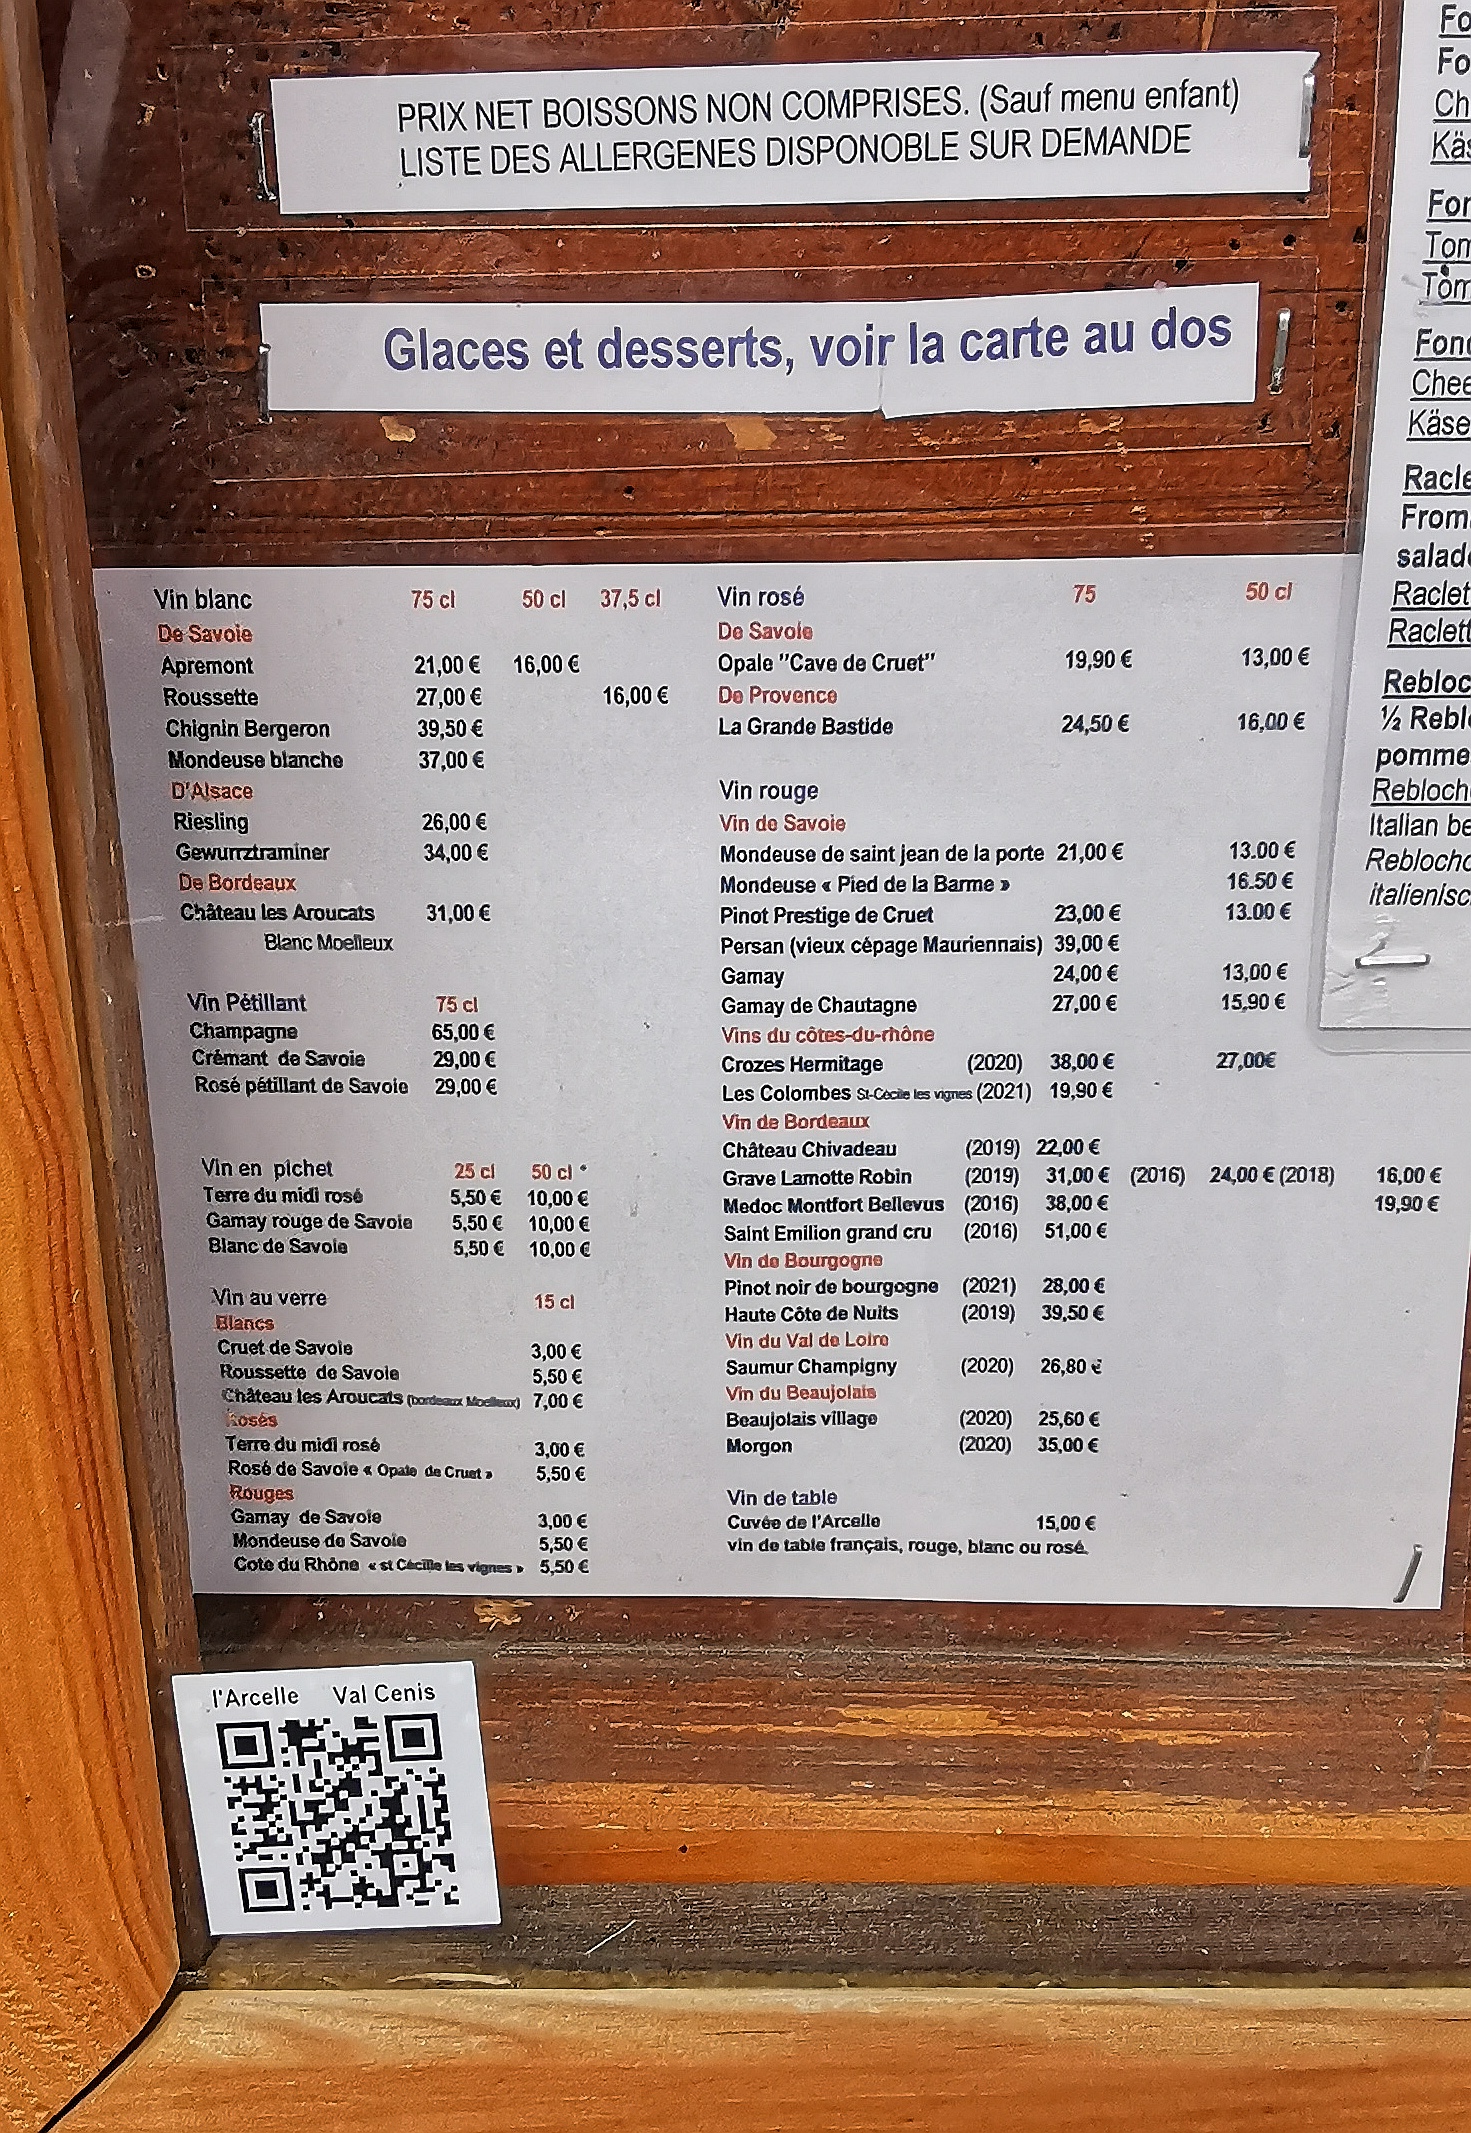 PRIX NET BOISSONS NON COMPRISES. (Sauf menu enfant)
LISTE DES ALLERGENES DISPONOBLE SUR DEMANDE
Glaces et desserts, voir la carte au dos
Vin blanc 75 cl 50 cl 37,5 cl
De Savoie
Apremont 21,00 € 16,00 €
Roussette 27,00 € 16,00 €
Chignin Bergeron 39,50 €
Mondeuse blanche 37,00 €
D'Alsace
Riesling 26,00 €
Gewurrztraminer 34,00 €
De Bordeaux
Château les Aroucats 31,00 €
Blanc Moelleux
Vin Pétillant 75 cl
Champagne 65,00 €
Crémant de Savoie 29,00 €
Rosé pétillant de Savoie 29,00 €
Vin en pichet 25 cl 50 cl
Terre du midi rosé 5,50 € 10,00 €
Gamay rouge de Savoie 5,50 € 10,00 €
Blanc de Savoie 5,50 € 10,00 €
Vin au verre 15 cl
Blancs
Cruet de Savoie 3,00 €
Roussette de Savoie 5,50 €
Château les Aroucats (bordeaux Moelleux) 7,00 €
Rosés
Terre du midi rosé 3,00 €
Rosé de Savoie « Opale de Cruet » 5,50 €
Rouges
Gamay de Savoie 3,00 €
Mondeuse de Savoie 5,50 €
Cote du Rhône « st Cécille les vignes » 5,50 €
Vin rosé 75 50 cl
De Savoie
Opale "Cave de Cruet" 19,90 € 13,00 €
De Provence
La Grande Bastide 24,50 € 16,00 €
Vin rouge
Vin de Savoie
Mondeuse de saint jean de la porte 21,00 € 13.00 €
Mondeuse « Pied de la Barme » 16.50 €
Pinot Prestige de Cruet 23,00 € 13.00 €
Persan (vieux cépage Mauriennais) 39,00 €
Gamay 24,00 € 13,00 €
Gamay de Chautagne 27,00 € 15,90 €
Vins du côtes-du-rhône
Crozes Hermitage (2020) 38,00 € 27,00€
Les Colombes St-Cécile les vignes (2021) 19,90 €
Vin de Bordeaux
Château Chivadeau (2019) 22,00 €
Grave Lamotte Robin (2019) 31,00 € (2016) 24,00 € (2018) 16,00 €
Medoc Montfort Bellevus (2016) 38,00 € 19,90 €
Saint Emilion grand cru (2016) 51,00 €
Vin de Bourgogne
Pinot noir de bourgogne (2021) 28,00 €
Haute Côte de Nuits (2019) 39,50 €
Vin du Val de Loire
Saumur Champigny (2020) 26,80 €
Vin du Beaujolais
Beaujolais village (2020) 25,60 €
Morgon (2020) 35,00 €
Vin de table
Cuvée de l'Arcelle 15,00 €
vin de table français, rouge, blanc ou rosé.
½
Italian
l'Arcelle Val Cenis